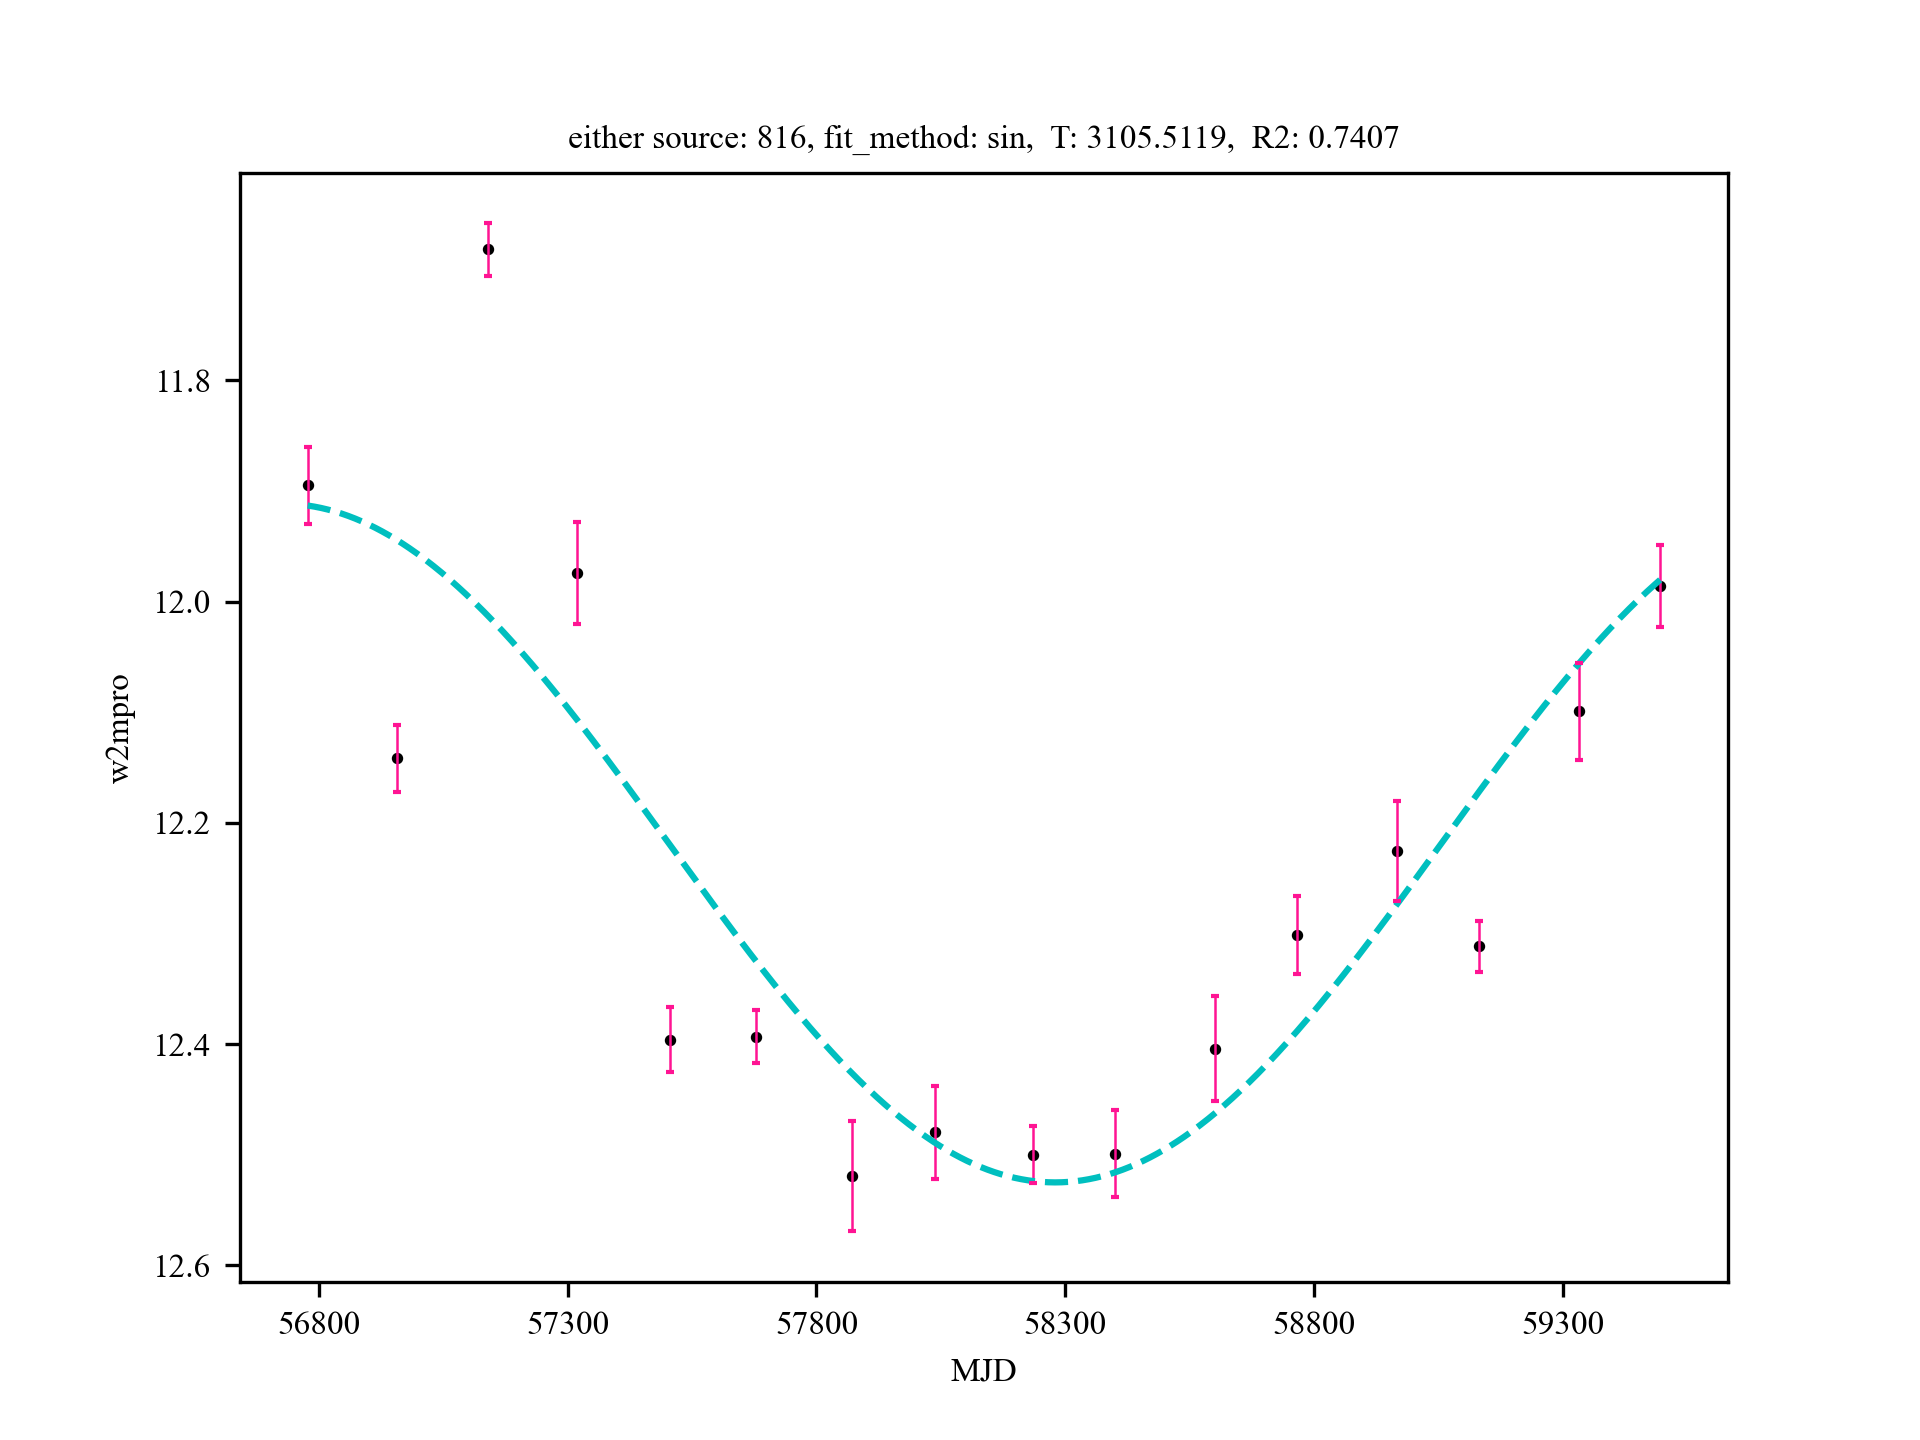 either source: 816, fit_method: sin,  T: 3105.5119,  R2: 0.7407
11.8
12.0
12.2
12.4
12.6
w2mpro
56800 57300 57800 58300 58800 59300
MJD